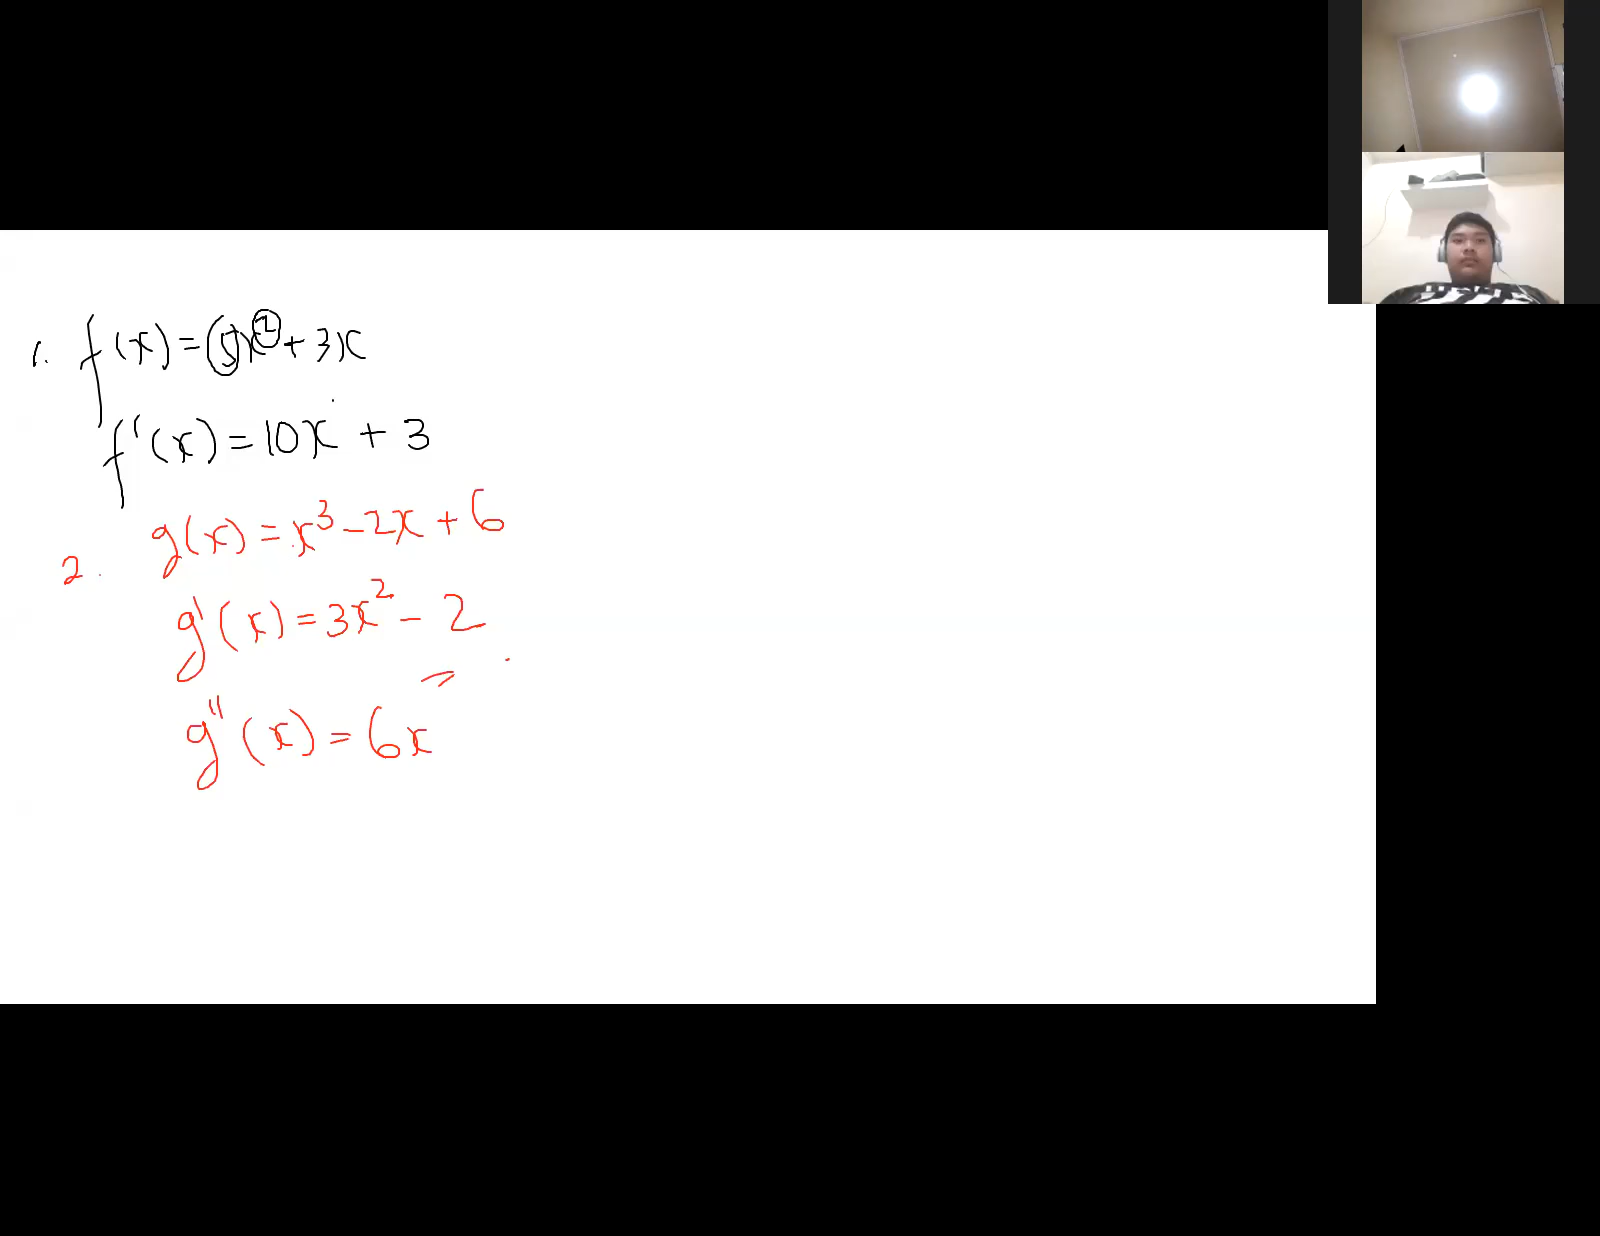 1. f(x) = 5x² + 3x
f'(x) = 10x + 3
2. g(x) = x³ - 2x + 6
g'(x) = 3x² - 2
g''(x) = 6x